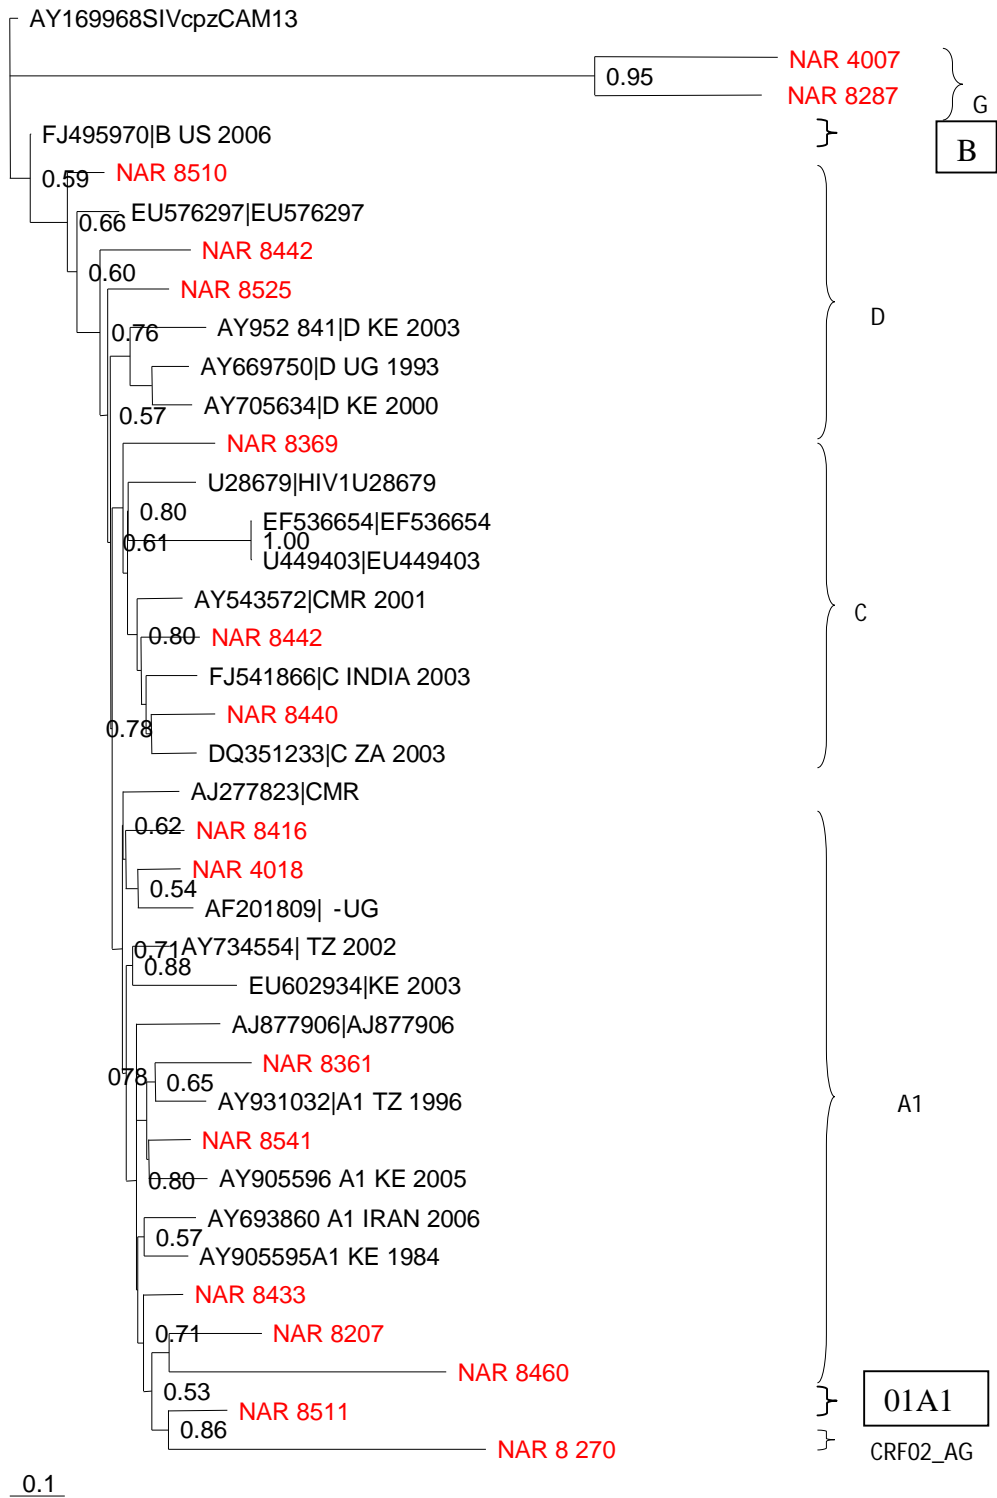 AY169968SIVcpzCAM13
NAR 4007
0.95
NAR 8287
G
FJ495970|B US 2006
B
NAR 8510
0.59
EU576297|EU576297
0.66
NAR 8442
0.60
NAR 8525
D
AY952 841|D KE 2003
0.76
AY669750|D UG 1993
AY705634|D KE 2000
0.57
NAR 8369
U28679|HIV1U28679
0.80
EF536654|EF536654
1.00
0.61
U449403|EU449403
AY543572|CMR 2001
C
0.80
NAR 8442
FJ541866|C INDIA 2003
NAR 8440
0.78
DQ351233|C ZA 2003
AJ277823|CMR
0.62
NAR 8416
NAR 4018
0.54
AF201809| -UG
0.71
AY734554| TZ 2002
0.88
EU602934|KE 2003
AJ877906|AJ877906
NAR 8361
078
0.65
AY931032|A1 TZ 1996
A1
NAR 8541
0.80
AY905596 A1 KE 2005
AY693860 A1 IRAN 2006
0.57
AY905595A1 KE 1984
NAR 8433
0.71
NAR 8207
NAR 8460
0.53
01A1
NAR 8511
0.86
NAR 8 270
CRF02_AG
0.1